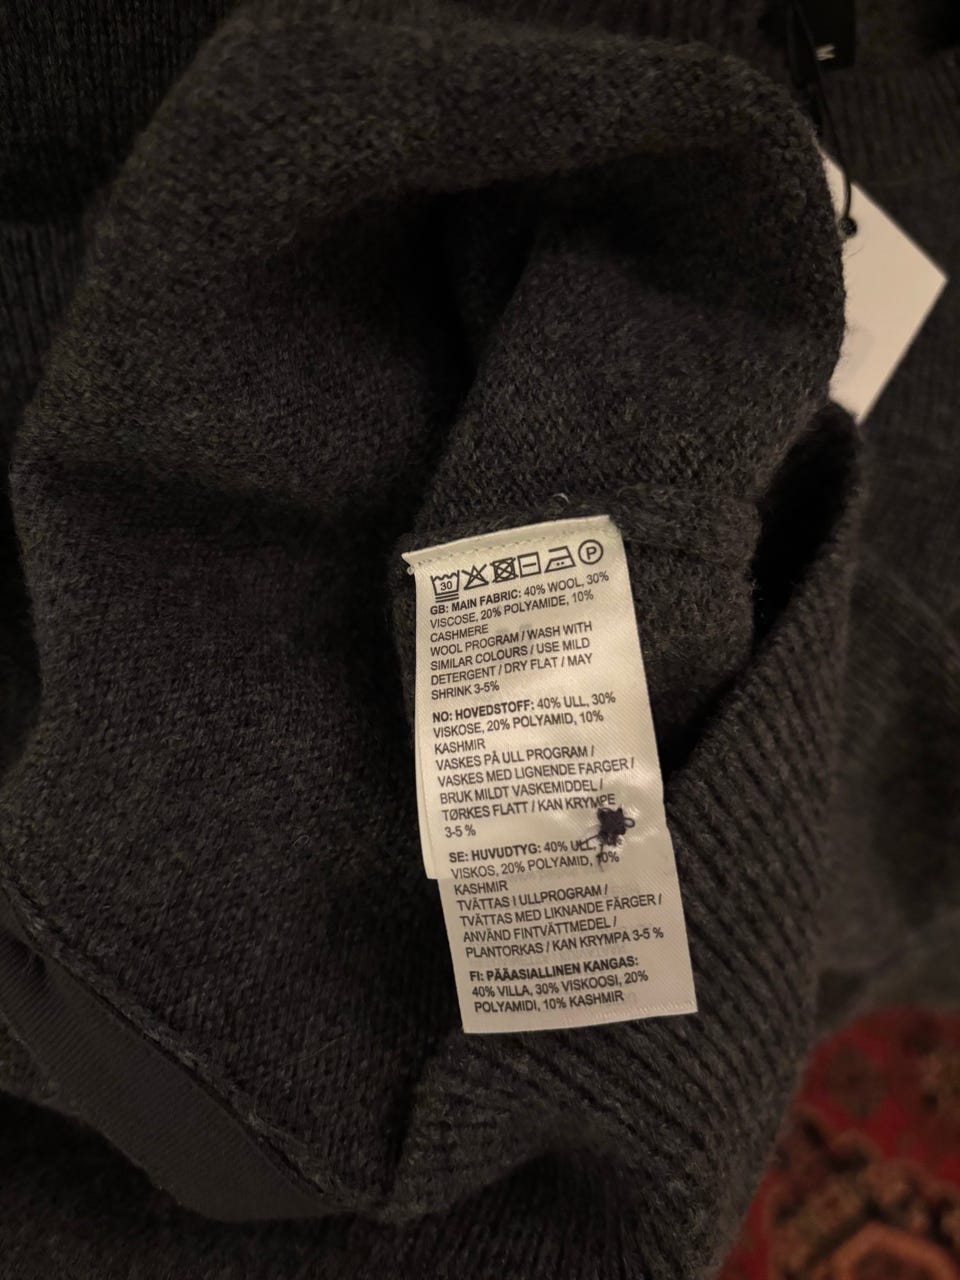 M
30
P
GB: MAIN FABRIC: 40% WOOL, 30%
VISCOSE, 20% POLYAMIDE, 10%
CASHMERE
WOOL PROGRAM / WASH WITH
SIMILAR COLOURS / USE MILD
DETERGENT / DRY FLAT / MAY
SHRINK 3-5%
NO: HOVEDSTOFF: 40% ULL, 30%
VISKOSE, 20% POLYAMID, 10%
KASHMIR
VASKES PÅ ULL PROGRAM /
VASKES MED LIGNENDE FARGER /
BRUK MILDT VASKEMIDDEL /
TØRKES FLATT / KAN KRYMPE
3-5 %
SE: HUVUDTYG: 40% ULL,
VISKOS, 20% POLYAMID, 10%
KASHMIR
TVÄTTAS I ULLPROGRAM /
TVÄTTAS MED LIKNANDE FÄRGER /
ANVÄND FINTVÄTTMEDEL /
PLANTORKAS / KAN KRYMPA 3-5 %
FI: PÄÄASIALLINEN KANGAS:
40% VILLA, 30% VISKOOSI, 20%
POLYAMIDI, 10% KASHMIR